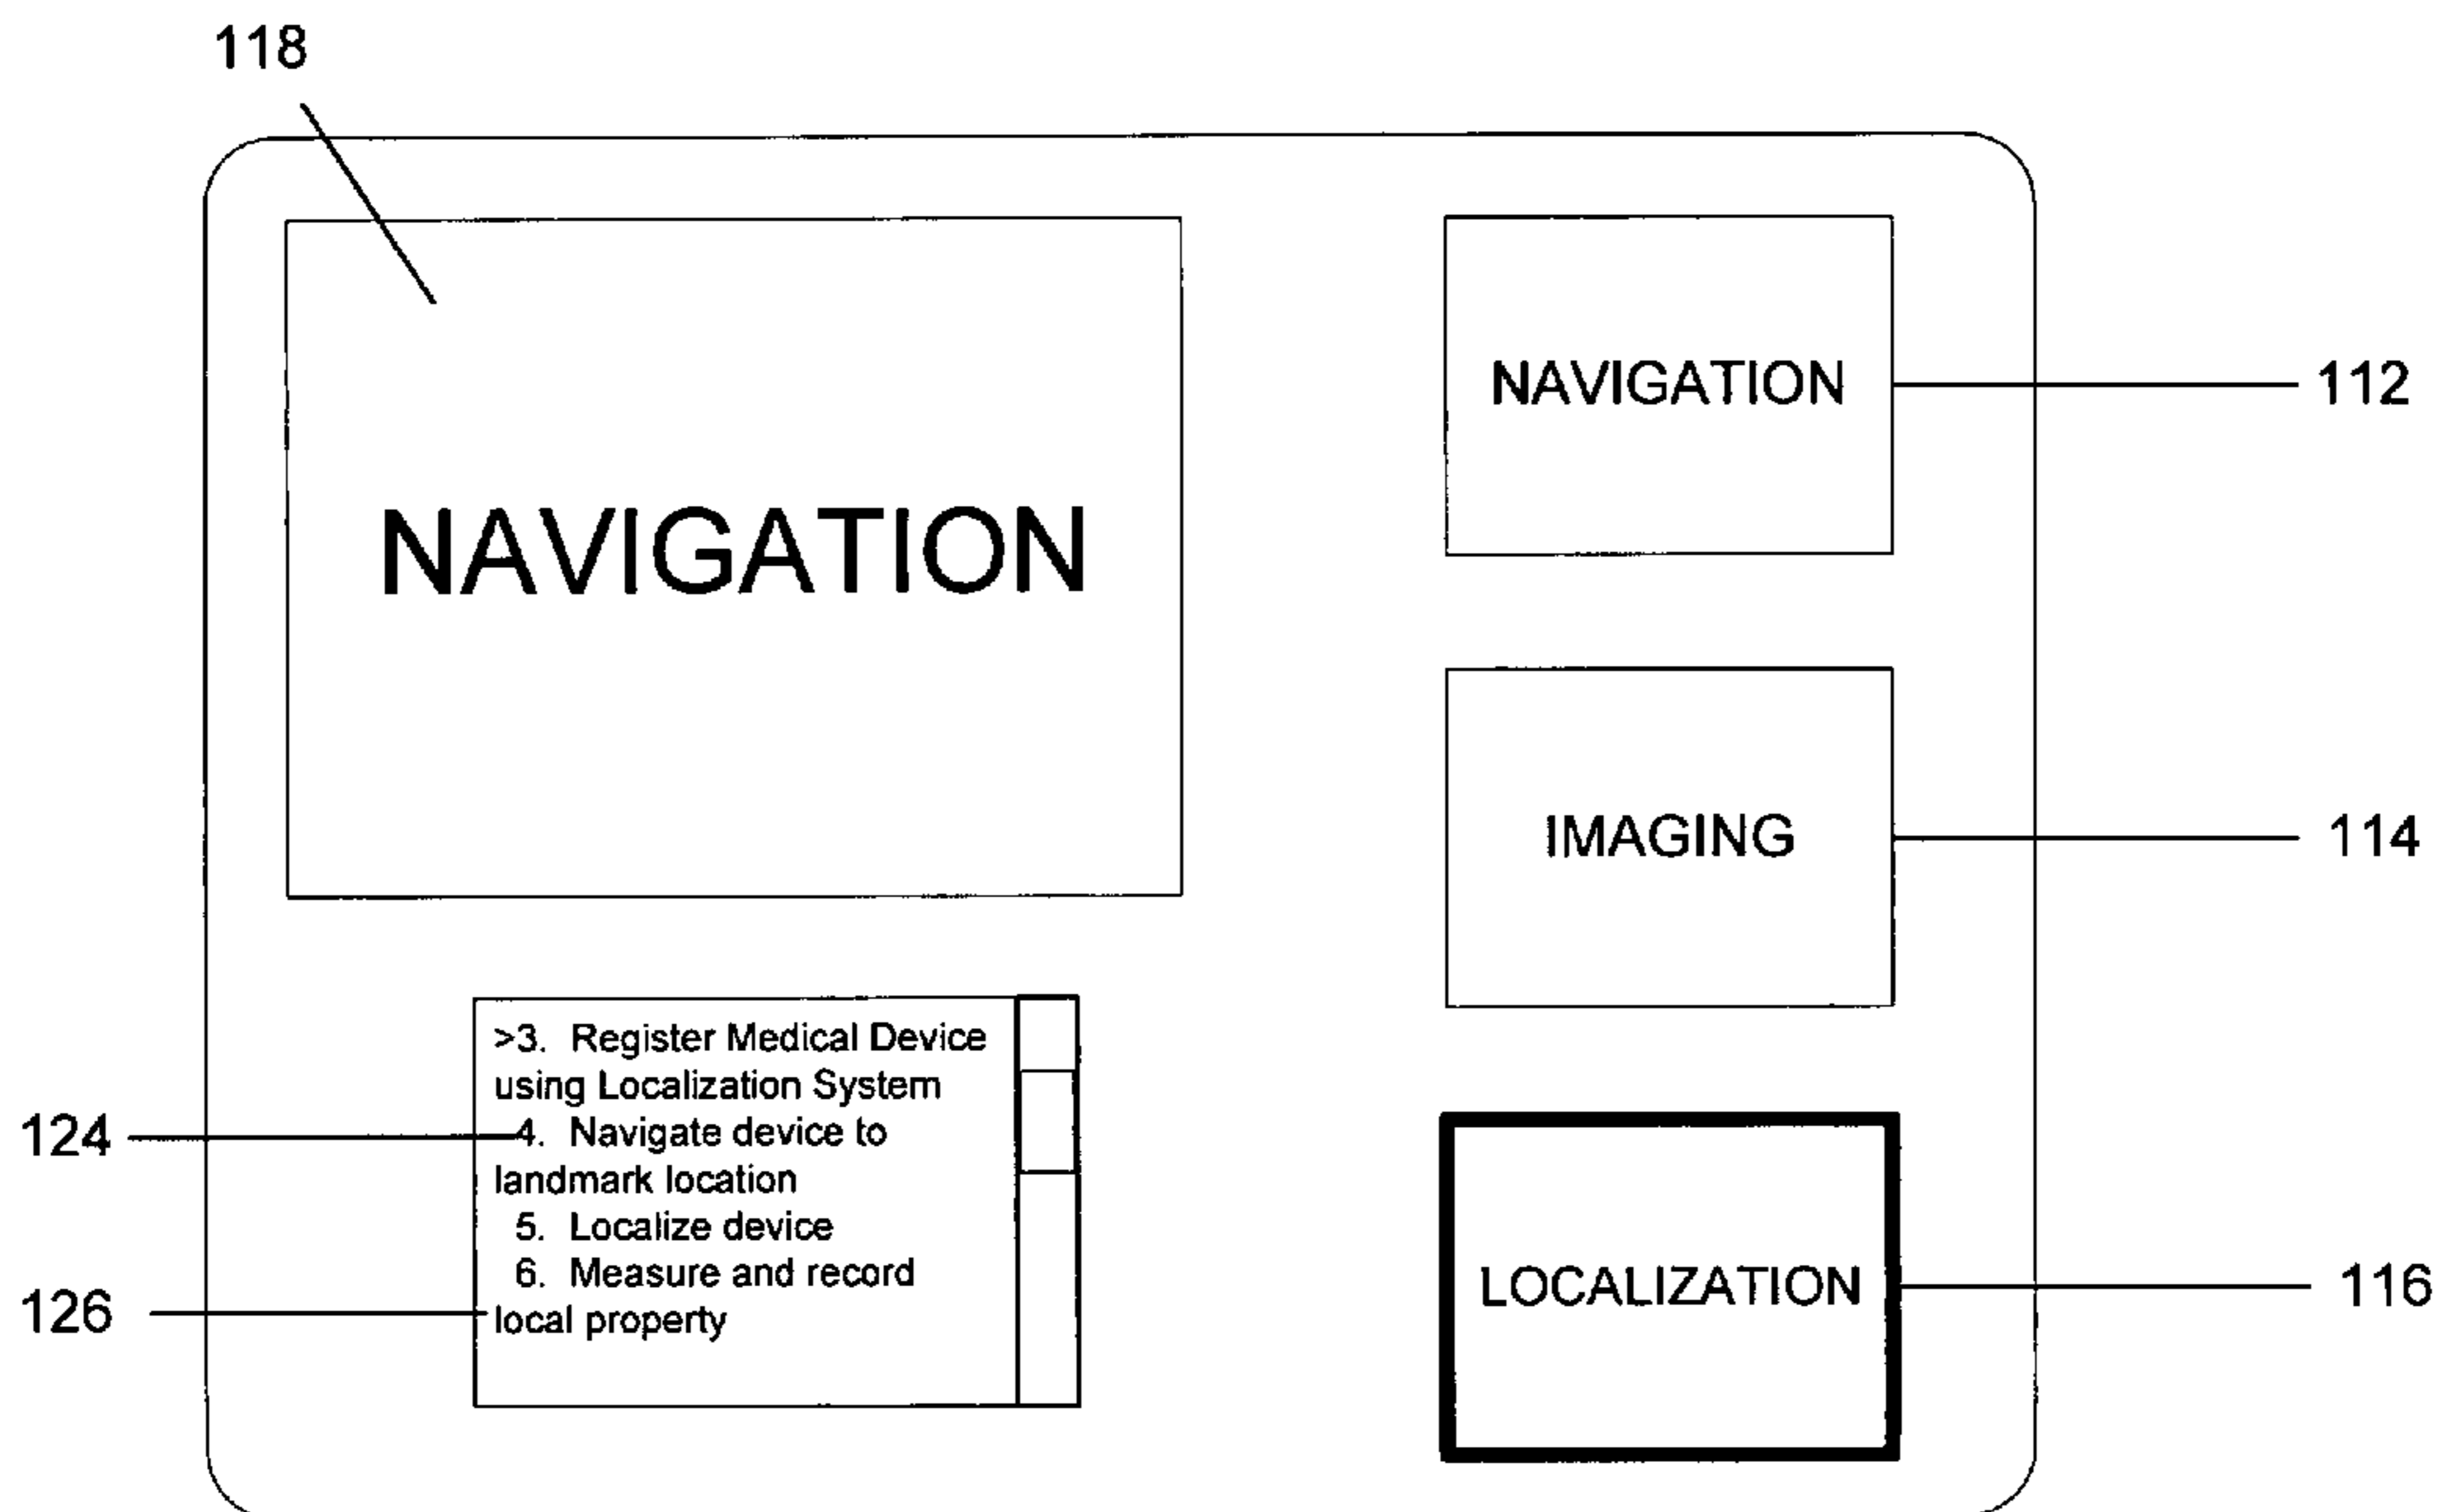 118
NAVIGATION
NAVIGATION
112
IMAGING
114
>3. Register Medical Device
using Localization System
4. Navigate device to
landmark location
5. Localize device
6. Measure and record
local property
124
126
LOCALIZATION
116